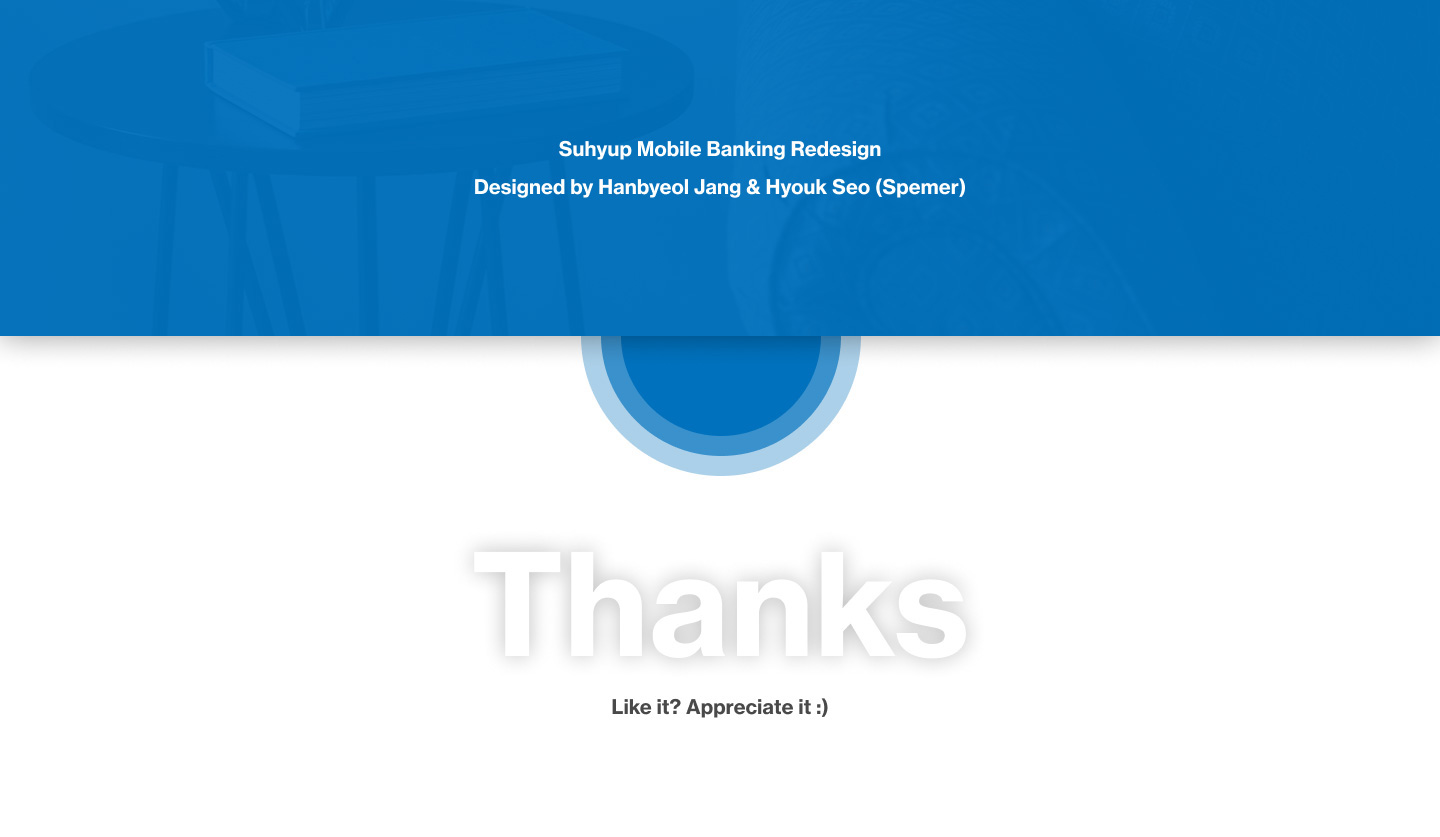 Suhyup Mobile Banking Redesign
Designed by Hanbyeol Jang & Hyouk Seo (Spemer)
Thanks
Like it? Appreciate it :)